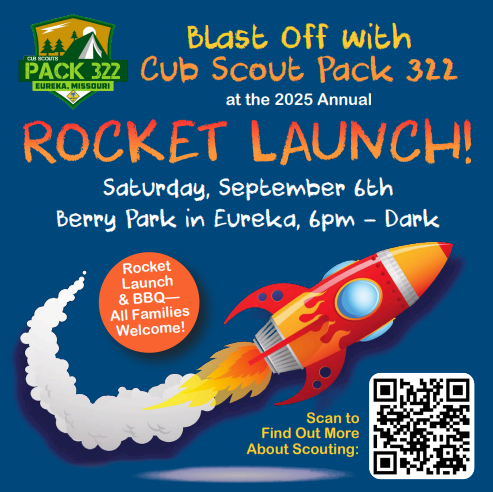 CUB SCOUTS
PACK 322
EUREKA, MISSOURI
Blast Off with
Cub Scout Pack 322
at the 2025 Annual
ROCKET LAUNCH!
Saturday, September 6th
Berry Park in Eureka, 6pm – Dark
Rocket
Launch
& BBQ—
All Families
Welcome!
Scan to
Find Out More
About Scouting: